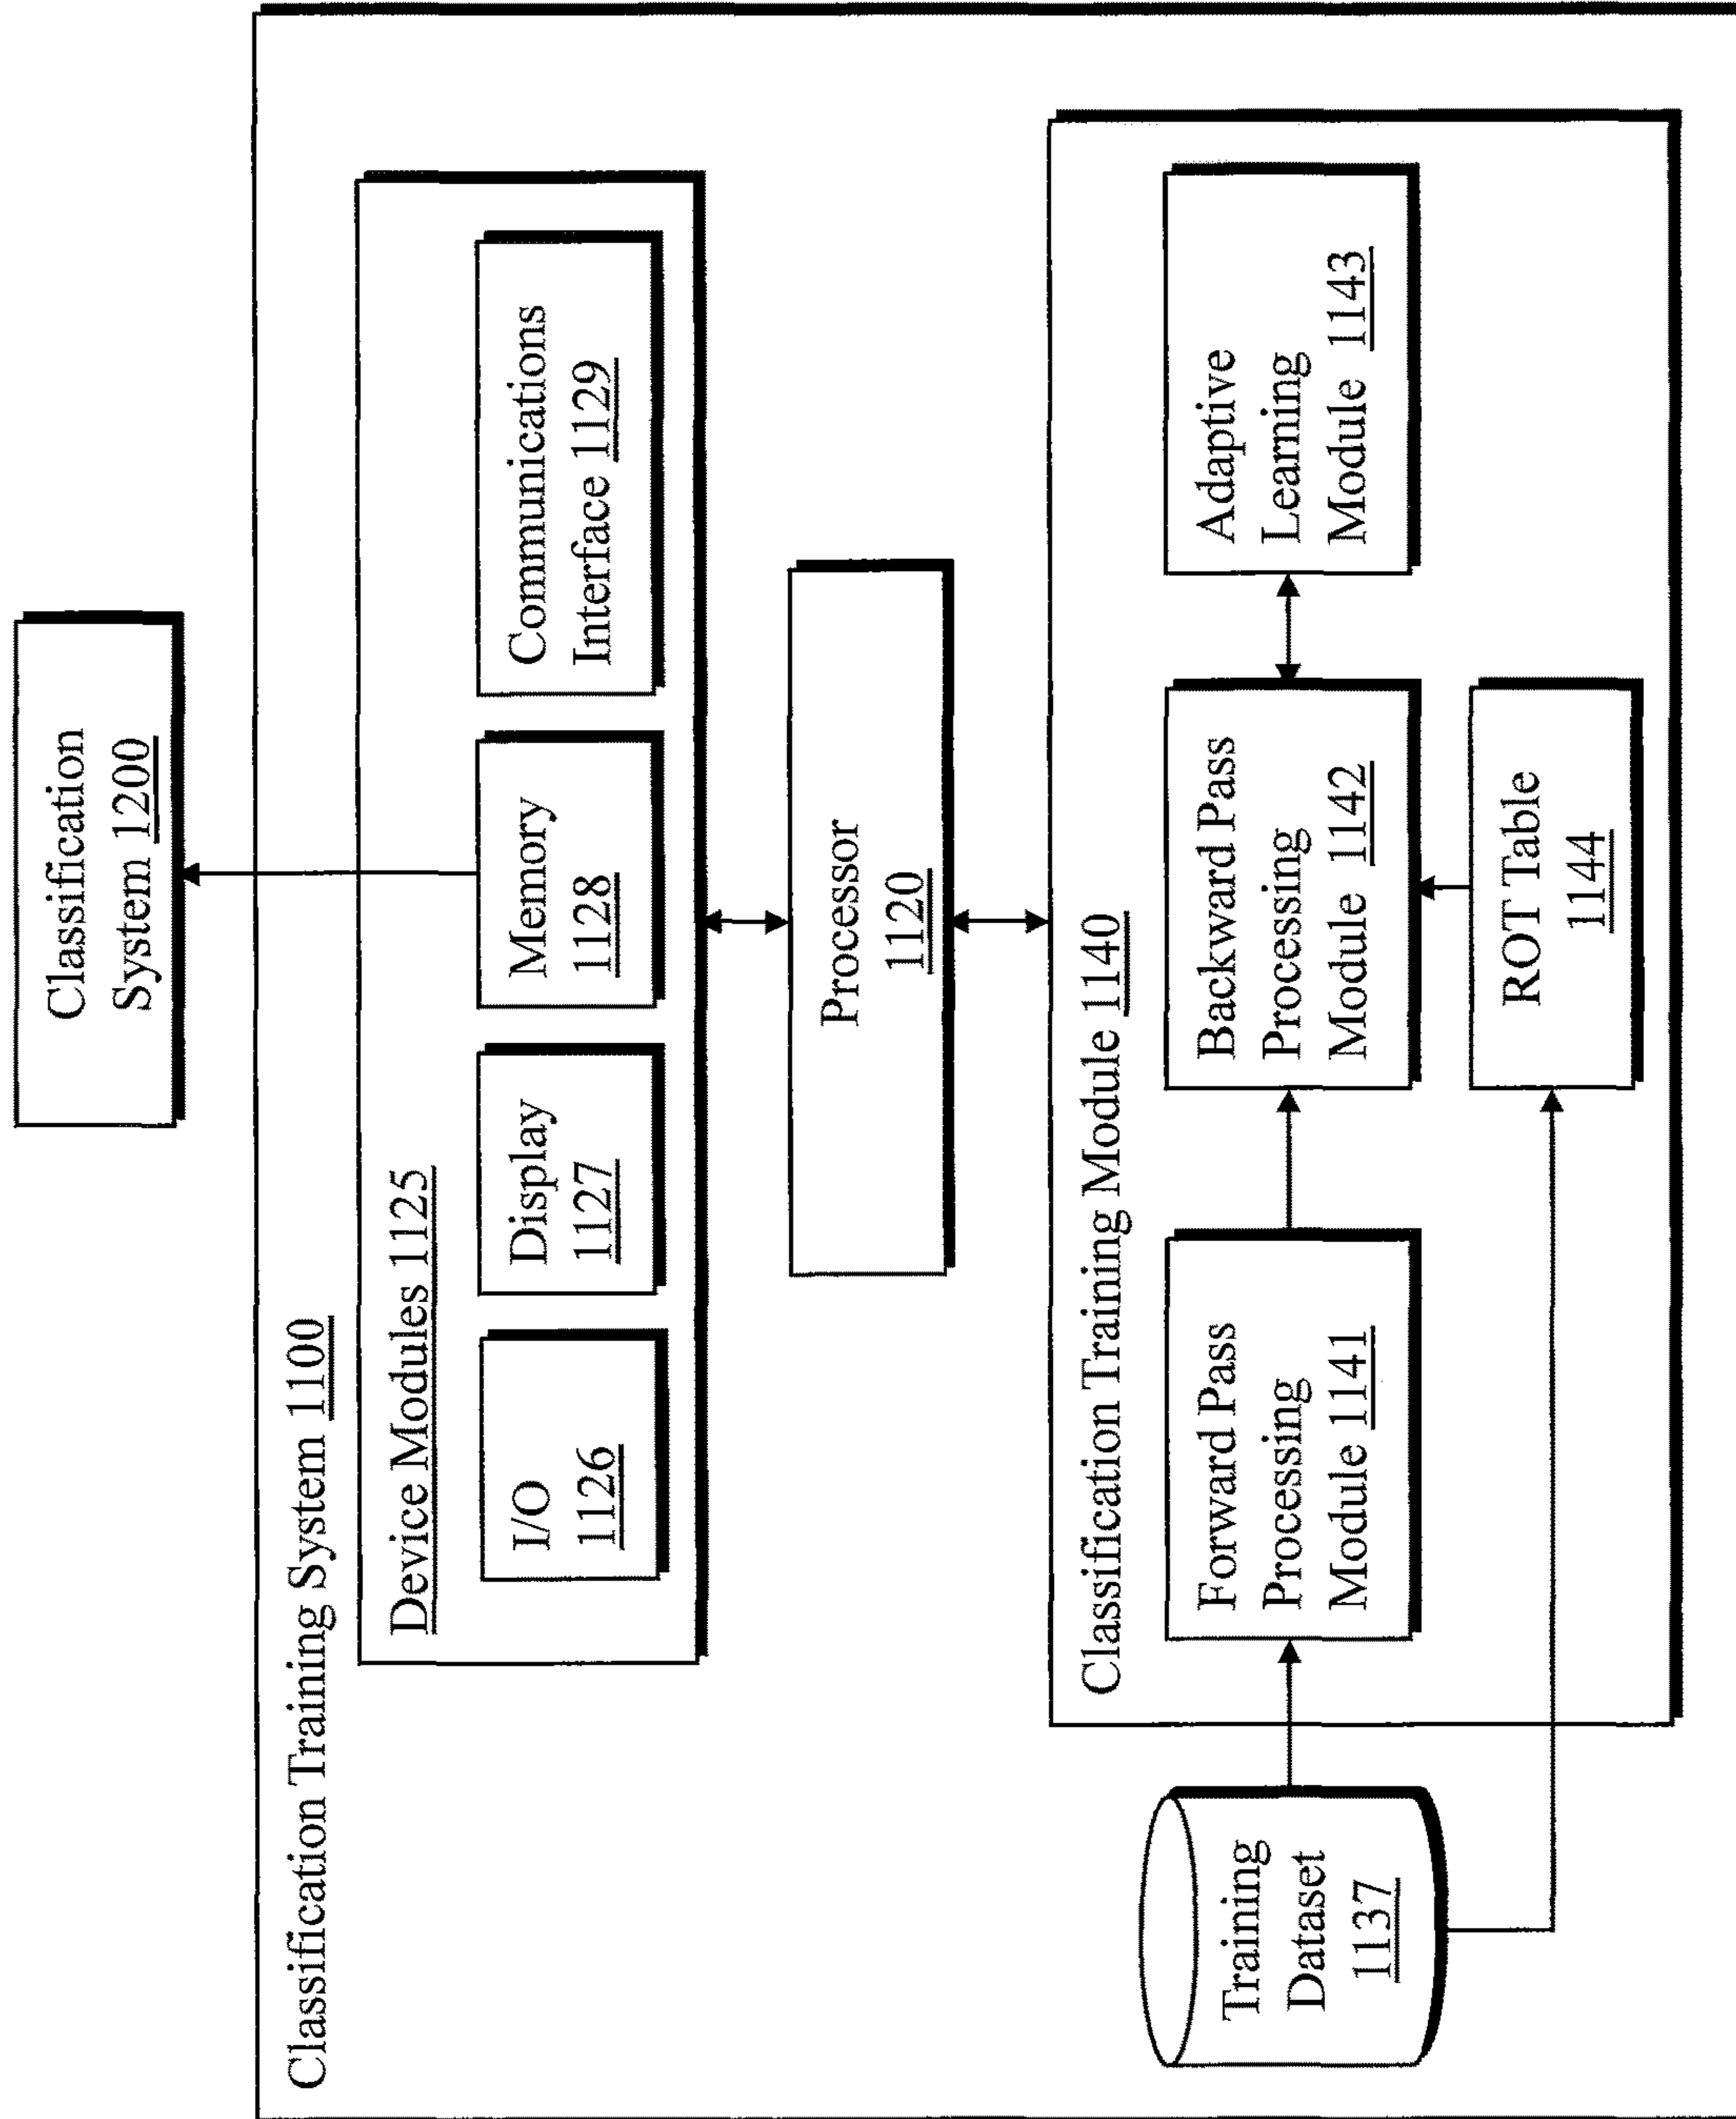 Classification
System 1200
Classification Training System 1100
Device Modules 1125
I/O
1126
Display
1127
Memory
1128
Communications
Interface 1129
Processor
1120
Classification Training Module 1140
Training
Dataset
1137
Forward Pass
Processing
Module 1141
Backward Pass
Processing
Module 1142
Adaptive
Learning
Module 1143
ROT Table
1144